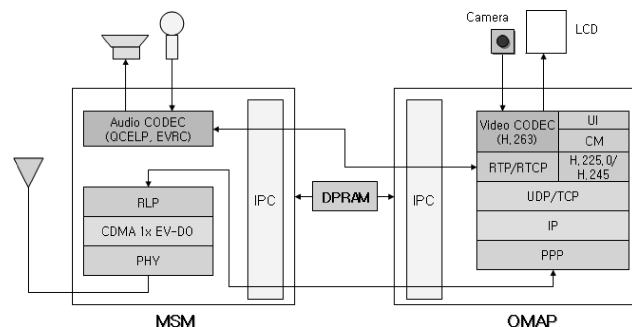 Camera
LCD
Audio CODEC
(QCELP, EVRC)
IPC
RLP
CDMA 1x EV-DO
PHY
MSM
DPRAM
IPC
Video CODEC
(H,263)
UI
CM
RTP/RTCP
H,225,0/
H,245
UDP/TCP
IP
PPP
OMAP